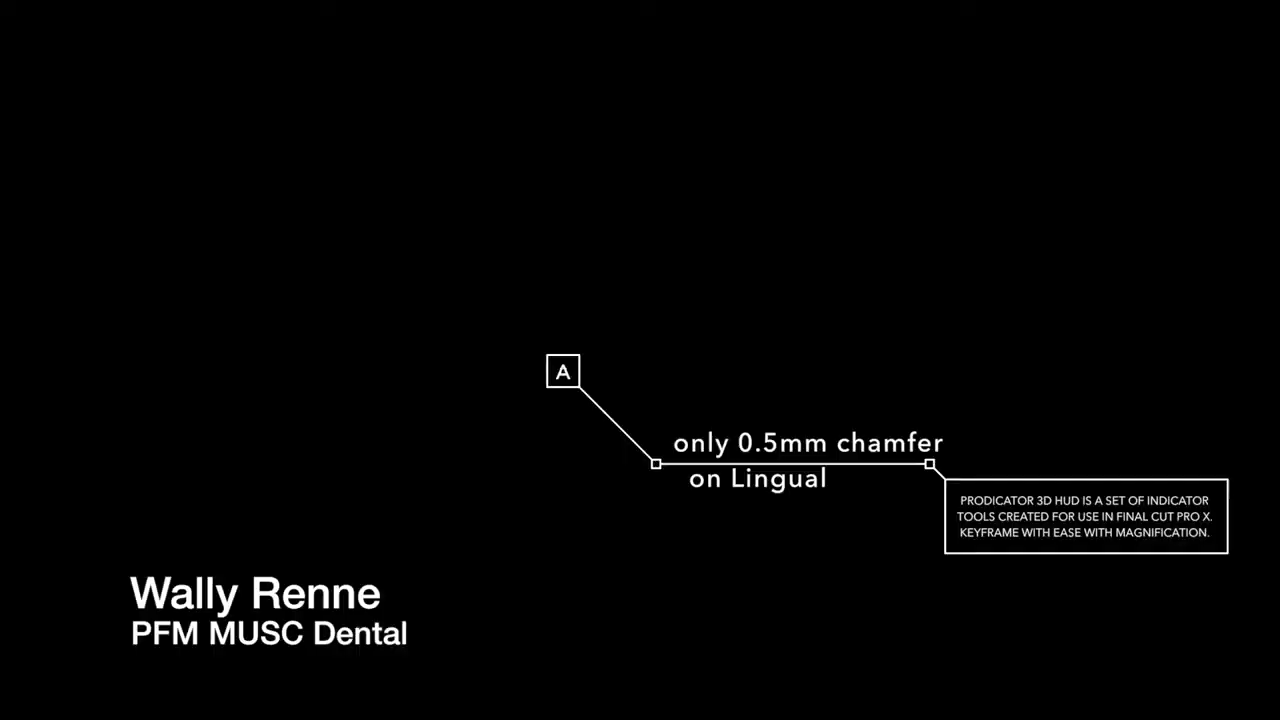 A
only 0.5mm chamfer
on Lingual
PRODICATOR 3D HUD IS A SET OF INDICATOR
TOOLS CREATED FOR USE IN FINAL CUT PRO X.
KEYFRAME WITH EASE WITH MAGNIFICATION.
Wally Renne
PFM MUSC Dental